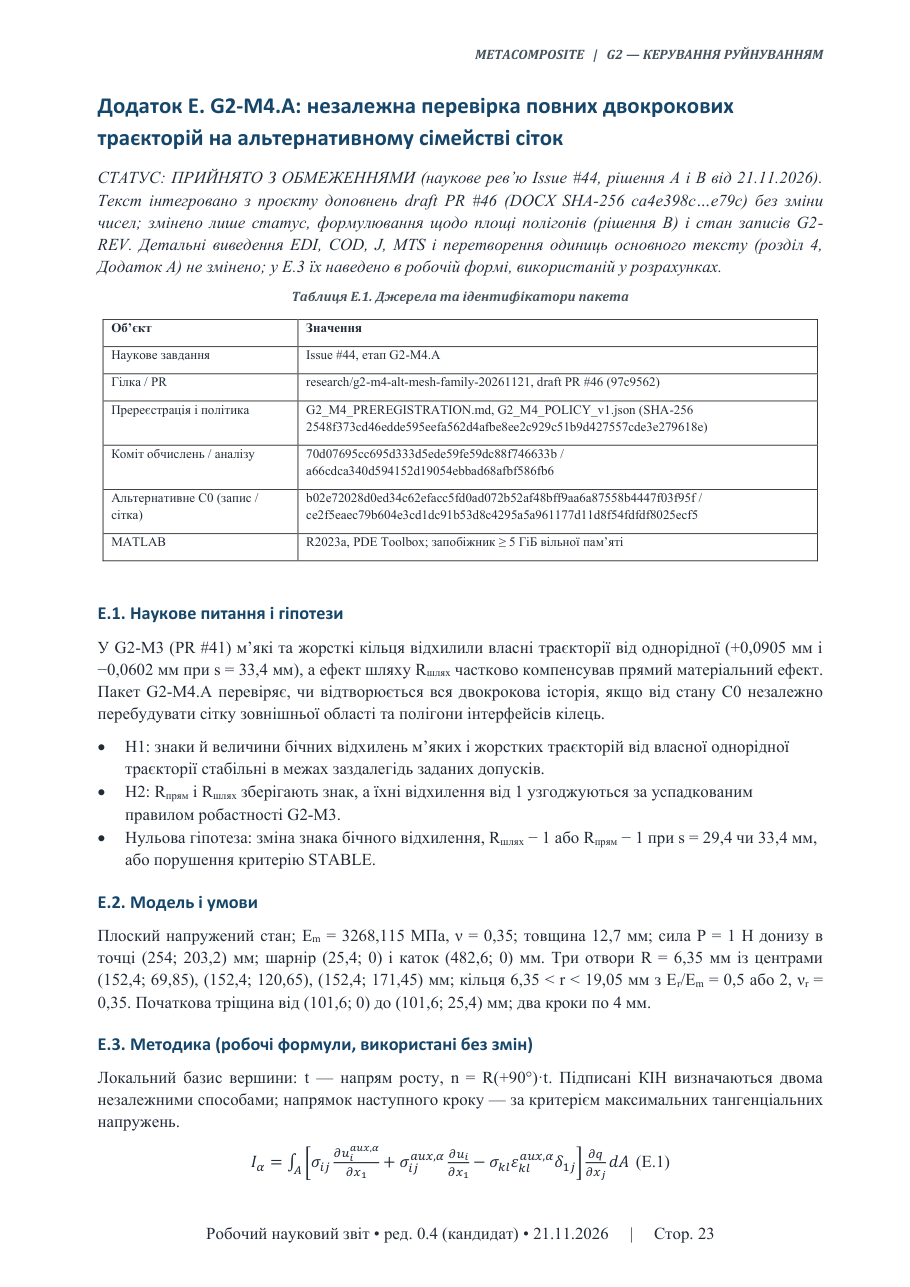 METACOMPOSITE | G2 — КЕРУВАННЯ РУЙНУВАННЯМ
Додаток Е. G2-M4.A: незалежна перевірка повних двокрокових
траєкторій на альтернативному сімействі сіток
СТАТУС: ПРИЙНЯТО З ОБМЕЖЕННЯМИ (наукове рев’ю Issue #44, рішення A і B від 21.11.2026).
Текст інтегровано з проєкту доповнень draft PR #46 (DOCX SHA-256 ca4e398c…e79c) без зміни
чисел; змінено лише статус, формулювання щодо площі полігонів (рішення B) і стан записів G2-
REV. Детальні виведення EDI, COD, J, MTS і перетворення одиниць основного тексту (розділ 4,
Додаток А) не змінено; у Е.3 їх наведено в робочій формі, використаній у розрахунках.
Таблиця Е.1. Джерела та ідентифікатори пакета
Об’єкт Значення
Наукове завдання Issue #44, етап G2-M4.A
Гілка / PR research/g2-m4-alt-mesh-family-20261121, draft PR #46 (97c9562)
Пререєстрація і політика G2_M4_PREREGISTRATION.md, G2_M4_POLICY_v1.json (SHA-256
2548f373cd46edde595eefa562d4afbe8ee2c929c51b9d427557cde3e279618e)
Коміт обчислень / аналізу 70d07695cc695d333d5ede59fe59dc88f746633b /
a66cdca340d594152d19054ebbad68afbf586fb6
Альтернативне C0 (запис / b02e72028d0ed34c62efacc5fd0ad072b52af48bff9aa6a87558b4447f03f95f /
сітка) ce2f5eaec79b604e3cd1dc91b53d8c4295a5a961177d11d8f54fdfdf8025ecf5
MATLAB R2023a, PDE Toolbox; запобіжник ≥ 5 ГіБ вільної пам’яті
Е.1. Наукове питання і гіпотези
У G2-M3 (PR #41) м’які та жорсткі кільця відхилили власні траєкторії від однорідної (+0,0905 мм і
−0,0602 мм при s = 33,4 мм), а ефект шляху Rшлях частково компенсував прямий матеріальний ефект.
Пакет G2-M4.A перевіряє, чи відтворюється вся двокрокова історія, якщо від стану C0 незалежно
перебудувати сітку зовнішньої області та полігони інтерфейсів кілець.
• H1: знаки й величини бічних відхилень м’яких і жорстких траєкторій від власної однорідної
траєкторії стабільні в межах заздалегідь заданих допусків.
• H2: Rпрям і Rшлях зберігають знак, а їхні відхилення від 1 узгоджуються за успадкованим
правилом робастності G2-M3.
• Нульова гіпотеза: зміна знака бічного відхилення, Rшлях − 1 або Rпрям − 1 при s = 29,4 чи 33,4 мм,
або порушення критерію STABLE.
Е.2. Модель і умови
Плоский напружений стан; Em = 3268,115 МПа, ν = 0,35; товщина 12,7 мм; сила P = 1 Н донизу в
точці (254; 203,2) мм; шарнір (25,4; 0) і каток (482,6; 0) мм. Три отвори R = 6,35 мм із центрами
(152,4; 69,85), (152,4; 120,65), (152,4; 171,45) мм; кільця 6,35 < r < 19,05 мм з Er/Em = 0,5 або 2, νr =
0,35. Початкова тріщина від (101,6; 0) до (101,6; 25,4) мм; два кроки по 4 мм.
Е.3. Методика (робочі формули, використані без змін)
Локальний базис вершини: t — напрям росту, n = R(+90°)·t. Підписані КІН визначаються двома
незалежними способами; напрямок наступного кроку — за критерієм максимальних тангенціальних
напружень.
I_α = ∫_A [σ_ij ∂u_i^{aux,α}/∂x_1 + σ_ij^{aux,α} ∂u_i/∂x_1 − σ_kl ε_kl^{aux,α} δ_1j] ∂q/∂x_j dA (Е.1)
Робочий науковий звіт • ред. 0.4 (кандидат) • 21.11.2026 | Стор. 23